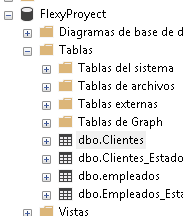 FlexyProyect
Diagramas de base de d
Tablas
Tablas del sistema
Tablas de archivos
Tablas externas
Tablas de Graph
dbo.Clientes
dbo.Clientes_Estado
dbo.empleados
dbo.Empleados_Esta
Vistas